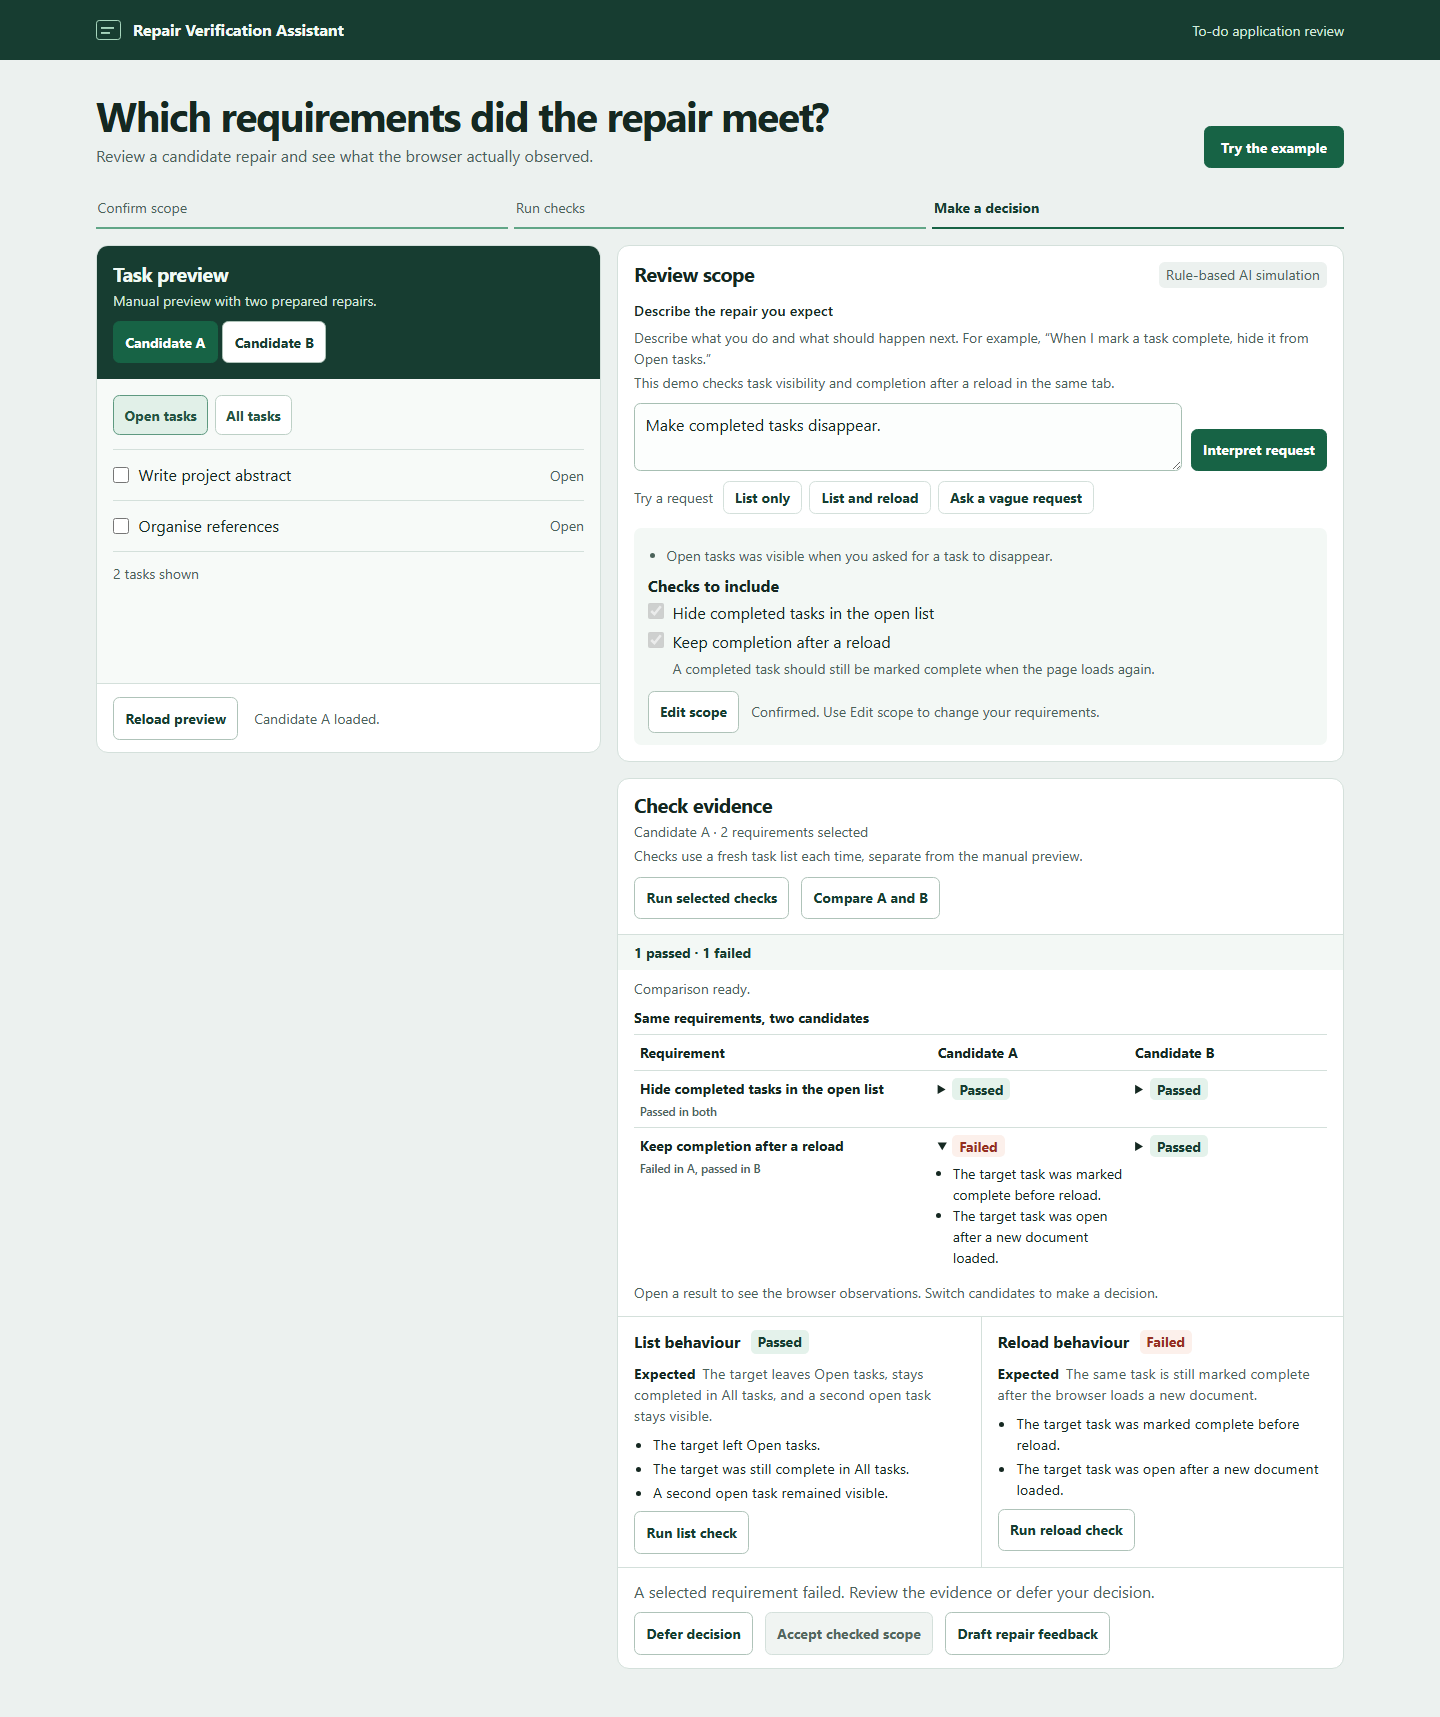 Repair Verification Assistant
To-do application review
Which requirements did the repair meet?
Review a candidate repair and see what the browser actually observed.
Try the example
Confirm scope
Run checks
Make a decision
Task preview
Manual preview with two prepared repairs.
Candidate A
Candidate B
Open tasks
All tasks
Write project abstract
Open
Organise references
Open
2 tasks shown
Reload preview
Candidate A loaded.
Review scope
Rule-based AI simulation
Describe the repair you expect
Describe what you do and what should happen next. For example, “When I mark a task complete, hide it from
Open tasks.”
This demo checks task visibility and completion after a reload in the same tab.
Make completed tasks disappear.
Interpret request
Try a request
List only
List and reload
Ask a vague request
• Open tasks was visible when you asked for a task to disappear.
Checks to include
Hide completed tasks in the open list
Keep completion after a reload
A completed task should still be marked complete when the page loads again.
Edit scope
Confirmed. Use Edit scope to change your requirements.
Check evidence
Candidate A · 2 requirements selected
Checks use a fresh task list each time, separate from the manual preview.
Run selected checks
Compare A and B
1 passed · 1 failed
Comparison ready.
Same requirements, two candidates
Requirement
Candidate A
Candidate B
Hide completed tasks in the open list
Passed in both
Passed
Passed
Keep completion after a reload
Failed in A, passed in B
Failed
• The target task was marked
complete before reload.
• The target task was open
after a new document
loaded.
Passed
Open a result to see the browser observations. Switch candidates to make a decision.
List behaviour
Passed
Expected The target leaves Open tasks, stays
completed in All tasks, and a second open task
stays visible.
• The target left Open tasks.
• The target was still complete in All tasks.
• A second open task remained visible.
Run list check
Reload behaviour
Failed
Expected The same task is still marked complete
after the browser loads a new document.
• The target task was marked complete before
reload.
• The target task was open after a new document
loaded.
Run reload check
A selected requirement failed. Review the evidence or defer your decision.
Defer decision
Accept checked scope
Draft repair feedback